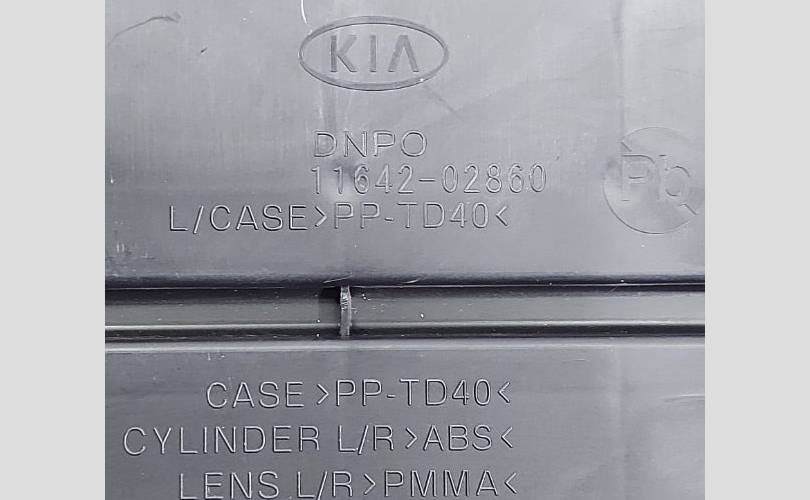 KIA
DNPO
11642-02860
Pb
L/CASE>PP-TD40<
CASE >PP-TD40<
CYLINDER L/R >ABS<
LENS L/R >PMMA<